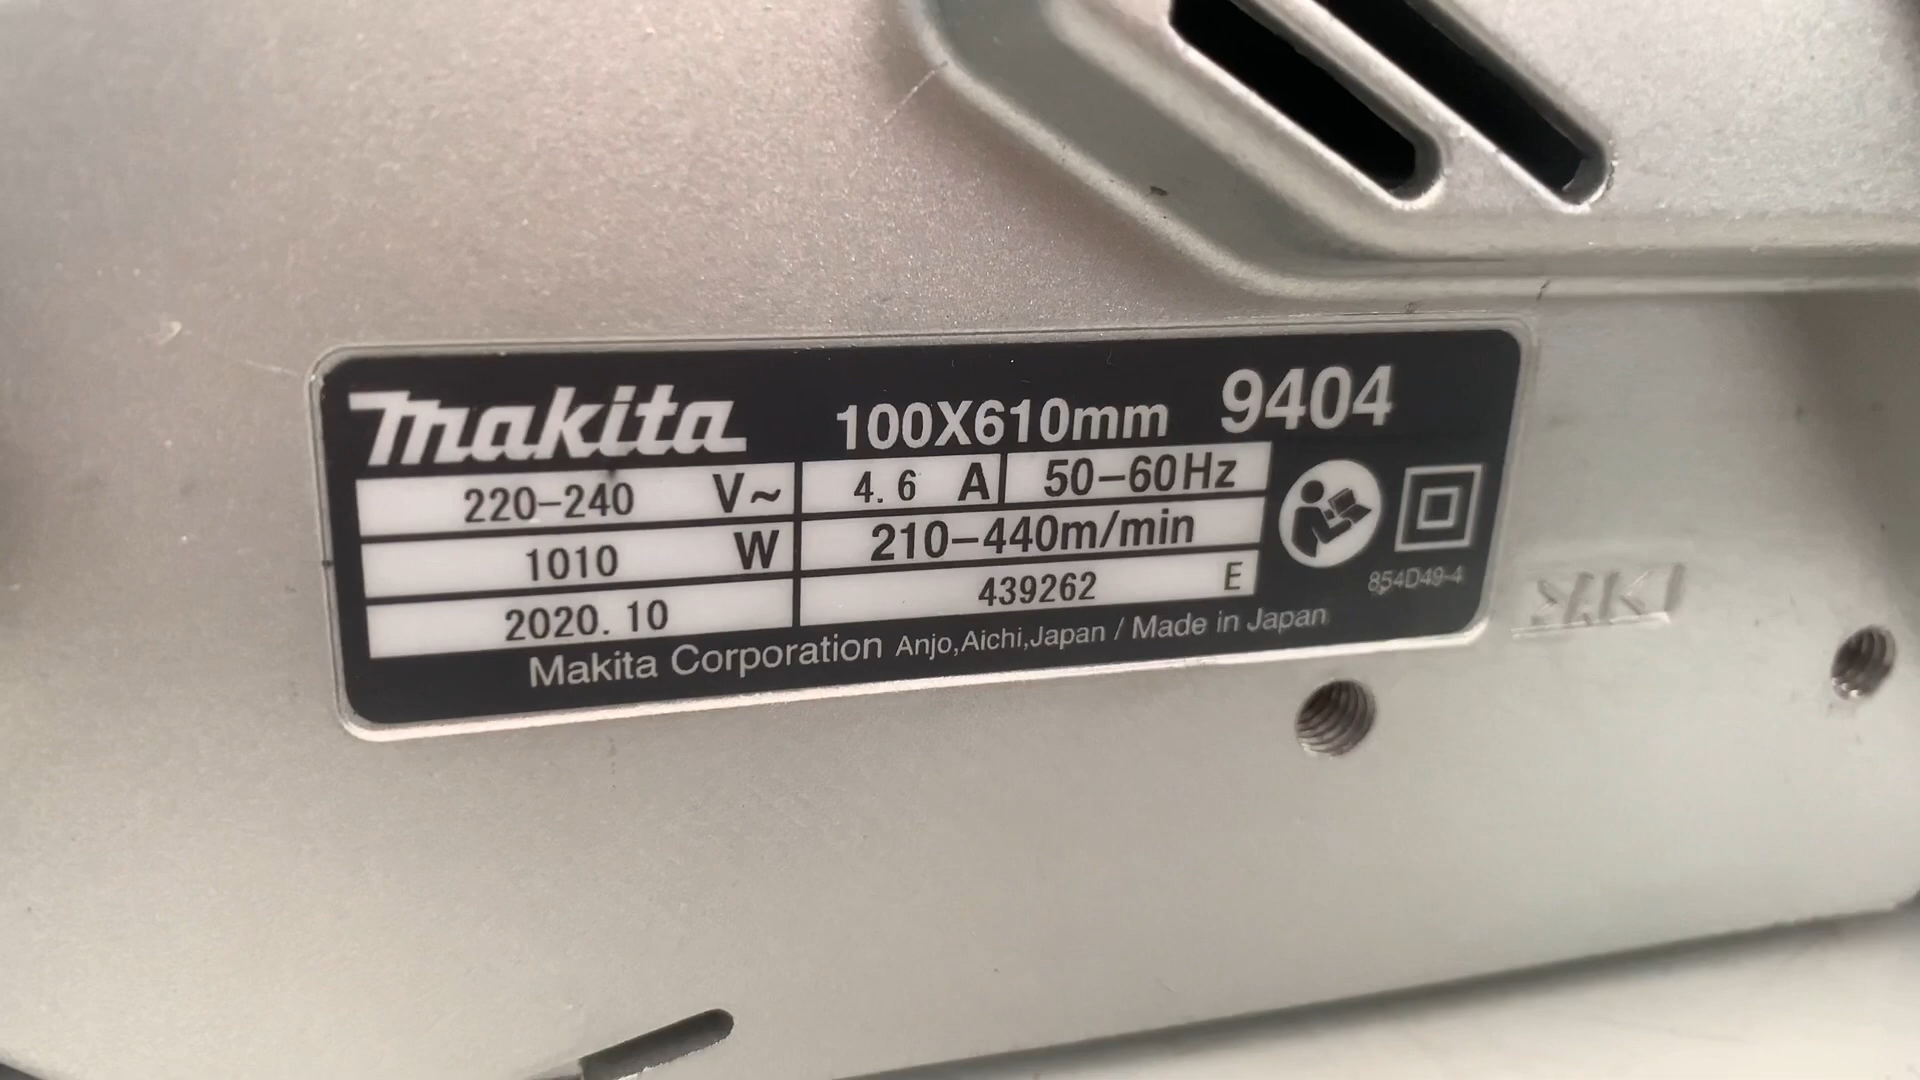 makita 100X610mm 9404
220-240 V~ 4.6 A 50-60Hz
1010 W 210-440m/min
2020.10 439262 E
854D49-4
Makita Corporation Anjo,Aichi,Japan / Made in Japan